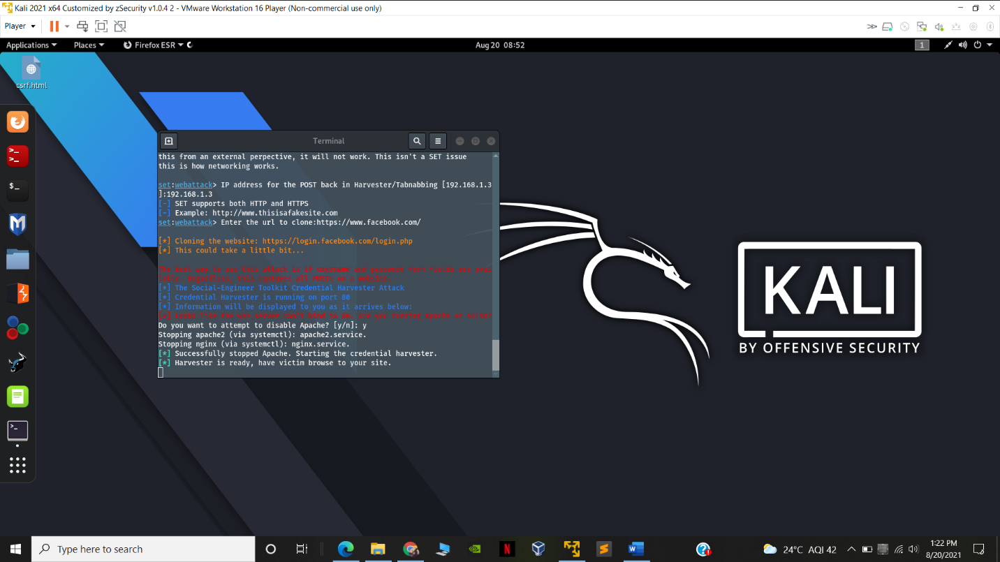 Kali 2021 x64 Customized by zSecurity v1.0.4 2 - VMware Workstation 16 Player (Non-commercial use only)
Player
Applications Places Firefox ESR Aug 20 08:52 1
csrf.html
Terminal
this from an external perpective, it will not work. This isn't a SET issue
this is how networking works.
set:webattack> IP address for the POST back in Harvester/Tabnabbing [192.168.1.3
]:192.168.1.3
[-] SET supports both HTTP and HTTPS
[-] Example: http://www.thisisafakesite.com
set:webattack> Enter the url to clone:https://www.facebook.com/
[*] Cloning the website: https://login.facebook.com/login.php
[*] This could take a little bit...
The best way to use this attack is if username and password form fields are avai
lable. Regardless, this captures all POSTs on a website.
[*] The Social-Engineer Toolkit Credential Harvester Attack
[*] Credential Harvester is running on port 80
[*] Information will be displayed to you as it arrives below:
[*] Looks like the web_server can't bind to 80. Are you running Apache or NGINX?
Do you want to attempt to disable Apache? [y/n]: y
Stopping apache2 (via systemctl): apache2.service.
Stopping nginx (via systemctl): nginx.service.
[*] Successfully stopped Apache. Starting the credential harvester.
[*] Harvester is ready, have victim browse to your site.
KALI
BY OFFENSIVE SECURITY
Type here to search
24°C AQI 42
1:22 PM
8/20/2021